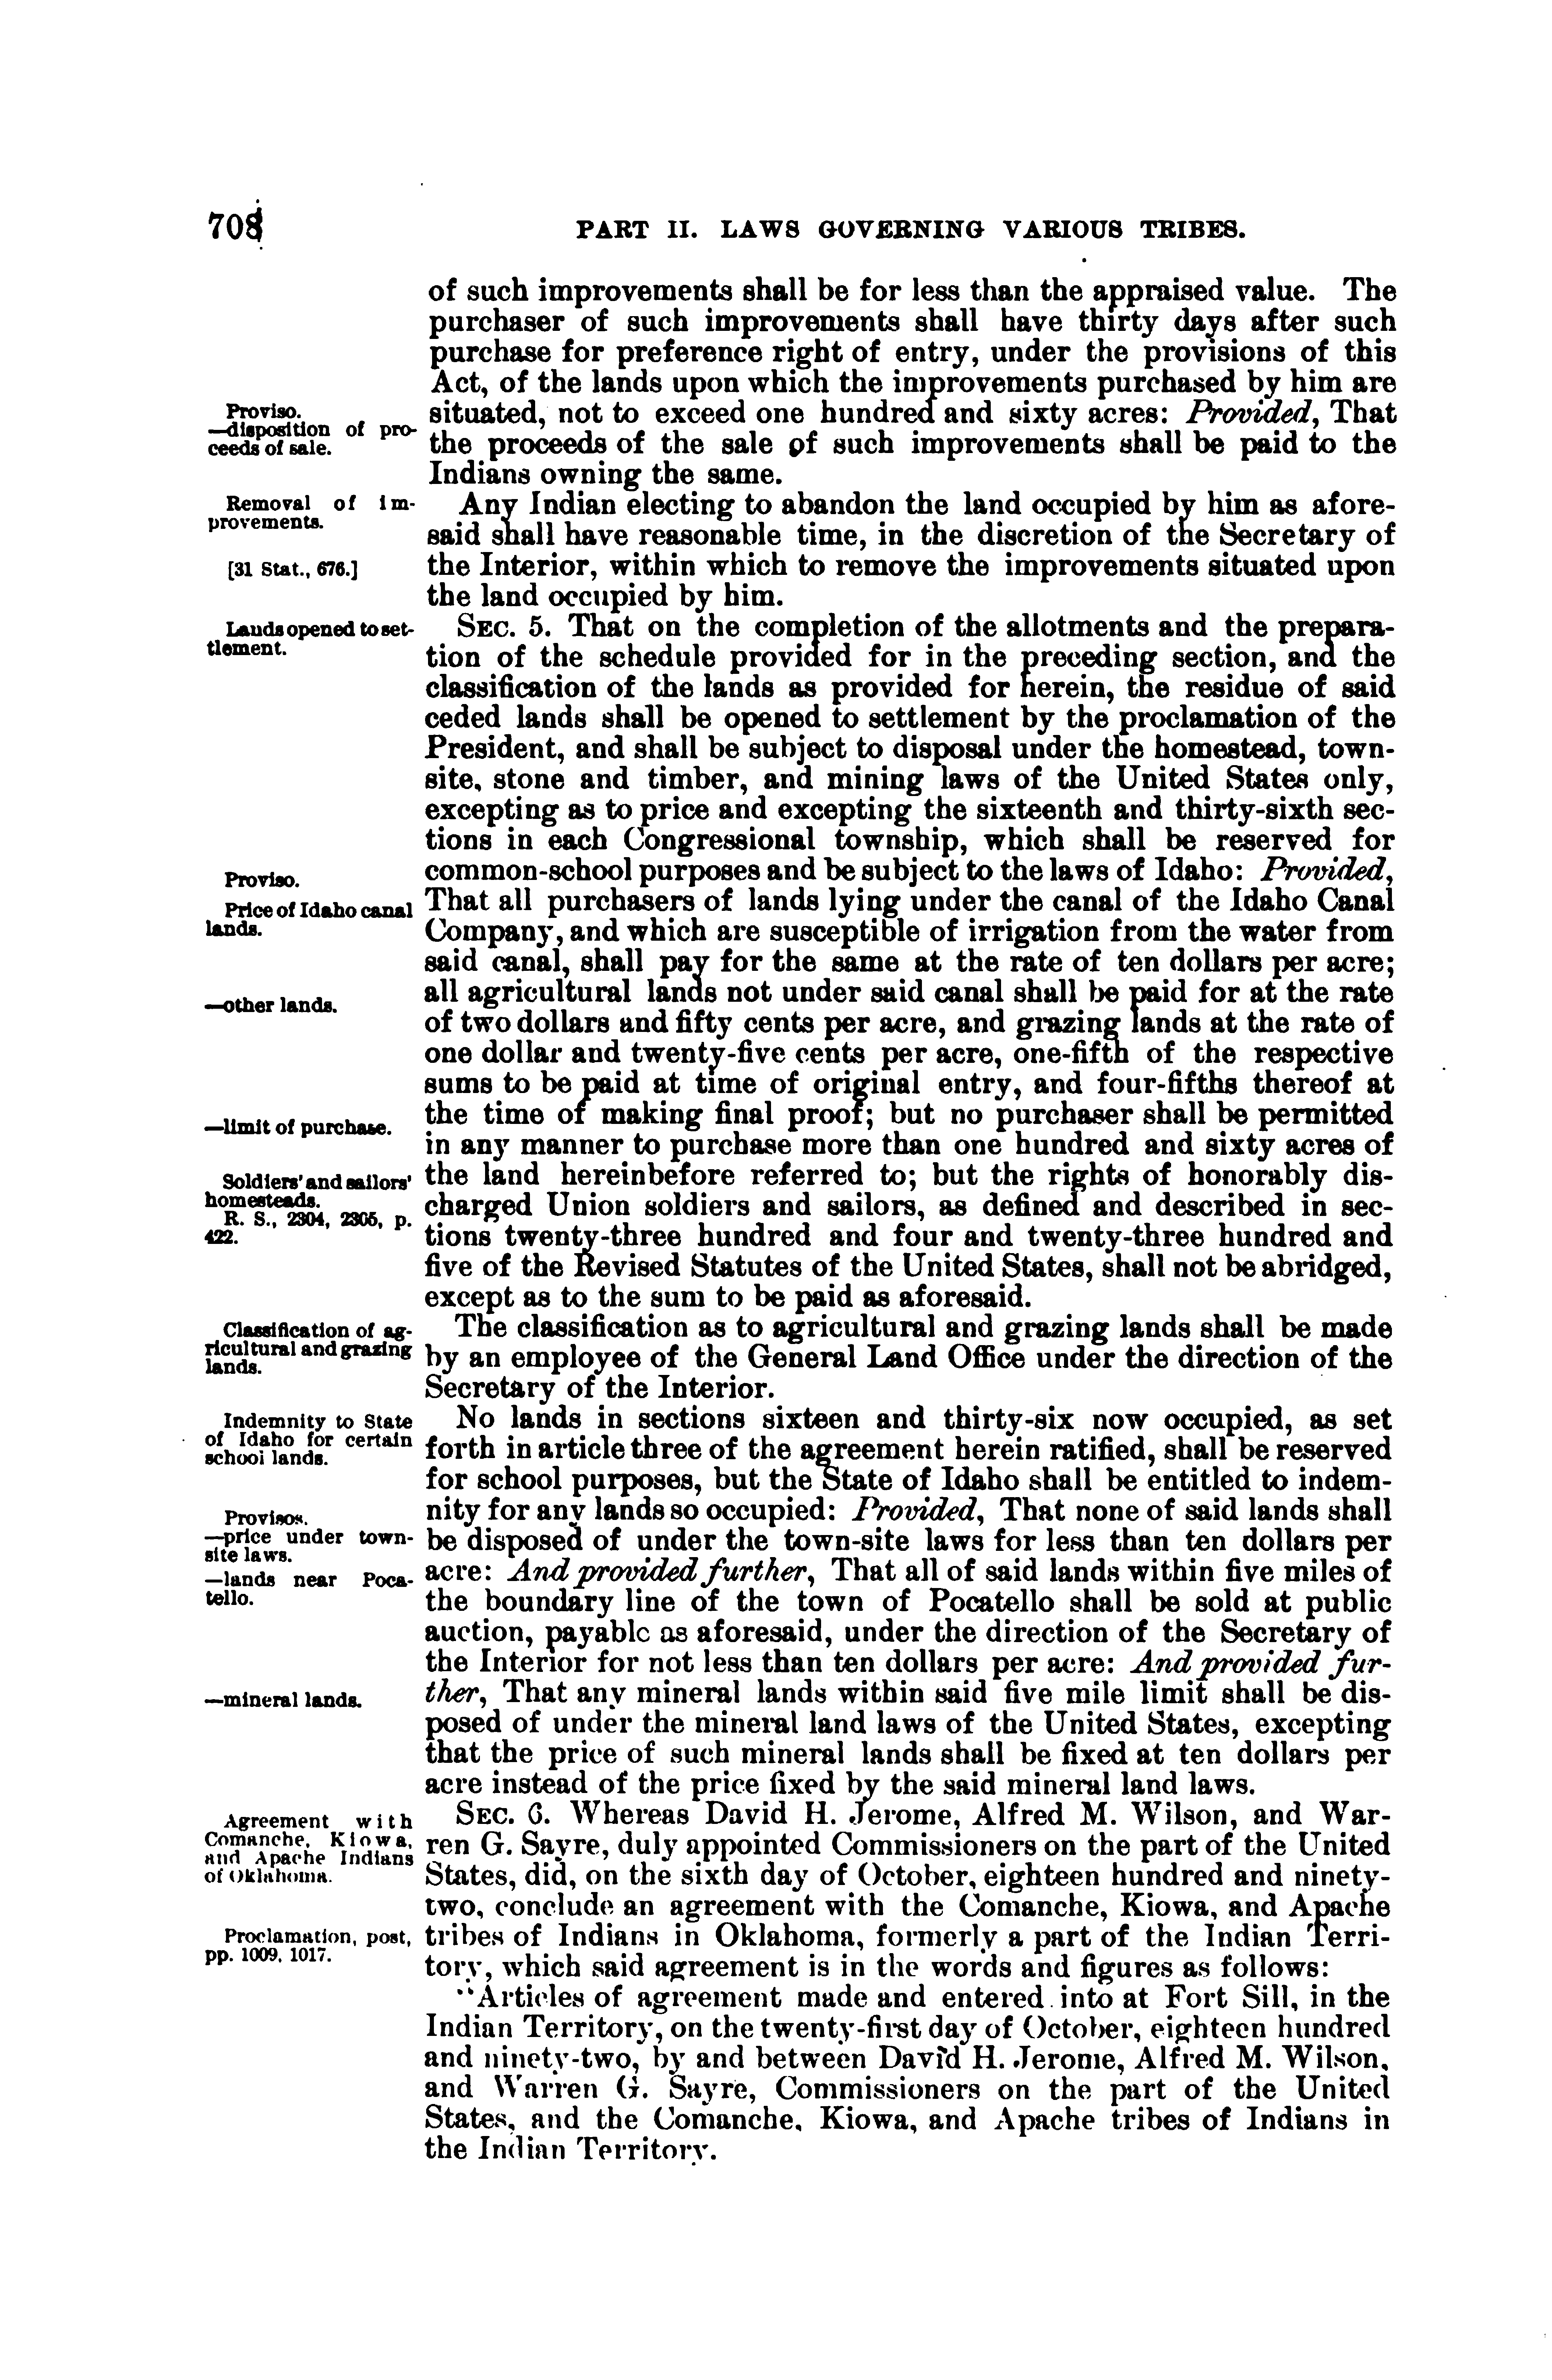 708
PART II. LAWS GOVERNING VARIOUS TRIBES.
of such improvements shall be for less than the appraised value. The
purchaser of such improvements shall have thirty days after such
purchase for preference right of entry, under the provisions of this
Act, of the lands upon which the improvements purchased by him are
Proviso.
situated, not to exceed one hundred and sixty acres: Provided, That
—disposition of pro-
ceeds of sale.
the proceeds of the sale of such improvements shall be paid to the
Indians owning the same.
Removal of im-
provements.
Any Indian electing to abandon the land occupied by him as afore-
said shall have reasonable time, in the discretion of the Secretary of
[31 Stat., 676.]
the Interior, within which to remove the improvements situated upon
the land occupied by him.
Lands opened to set-
tlement.
SEC. 5. That on the completion of the allotments and the prepara-
tion of the schedule provided for in the preceding section, and the
classification of the lands as provided for herein, the residue of said
ceded lands shall be opened to settlement by the proclamation of the
President, and shall be subject to disposal under the homestead, town-
site, stone and timber, and mining laws of the United States only,
excepting as to price and excepting the sixteenth and thirty-sixth sec-
tions in each Congressional township, which shall be reserved for
Proviso.
common-school purposes and be subject to the laws of Idaho: Provided,
Price of Idaho canal
lands.
That all purchasers of lands lying under the canal of the Idaho Canal
Company, and which are susceptible of irrigation from the water from
said canal, shall pay for the same at the rate of ten dollars per acre;
—other lands.
all agricultural lands not under said canal shall be paid for at the rate
of two dollars and fifty cents per acre, and grazing lands at the rate of
one dollar and twenty-five cents per acre, one-fifth of the respective
sums to be paid at time of original entry, and four-fifths thereof at
—limit of purchase.
the time of making final proof; but no purchaser shall be permitted
in any manner to purchase more than one hundred and sixty acres of
Soldiers' and sailors'
homesteads.
R. S., 2304, 2305, p.
422.
the land hereinbefore referred to; but the rights of honorably dis-
charged Union soldiers and sailors, as defined and described in sec-
tions twenty-three hundred and four and twenty-three hundred and
five of the Revised Statutes of the United States, shall not be abridged,
except as to the sum to be paid as aforesaid.
Classification of ag-
ricultural and grazing
lands.
The classification as to agricultural and grazing lands shall be made
by an employee of the General Land Office under the direction of the
Secretary of the Interior.
Indemnity to State
of Idaho for certain
school lands.
No lands in sections sixteen and thirty-six now occupied, as set
forth in article three of the agreement herein ratified, shall be reserved
for school purposes, but the State of Idaho shall be entitled to indem-
Provisos.
—price under town-
site laws.
nity for any lands so occupied: Provided, That none of said lands shall
be disposed of under the town-site laws for less than ten dollars per
—lands near Poca-
tello.
acre: And provided further, That all of said lands within five miles of
the boundary line of the town of Pocatello shall be sold at public
auction, payable as aforesaid, under the direction of the Secretary of
the Interior for not less than ten dollars per acre: And provided fur-
—mineral lands.
ther, That any mineral lands within said five mile limit shall be dis-
posed of under the mineral land laws of the United States, excepting
that the price of such mineral lands shall be fixed at ten dollars per
acre instead of the price fixed by the said mineral land laws.
Agreement with
Comanche, Kiowa,
and Apache Indians
of Oklahoma.
SEC. 6. Whereas David H. Jerome, Alfred M. Wilson, and War-
ren G. Sayre, duly appointed Commissioners on the part of the United
States, did, on the sixth day of October, eighteen hundred and ninety-
two, conclude an agreement with the Comanche, Kiowa, and Apache
Proclamation, post,
pp. 1009, 1017.
tribes of Indians in Oklahoma, formerly a part of the Indian Terri-
tory, which said agreement is in the words and figures as follows:
"Articles of agreement made and entered into at Fort Sill, in the
Indian Territory, on the twenty-first day of October, eighteen hundred
and ninety-two, by and between David H. Jerome, Alfred M. Wilson,
and Warren G. Sayre, Commissioners on the part of the United
States, and the Comanche, Kiowa, and Apache tribes of Indians in
the Indian Territory.